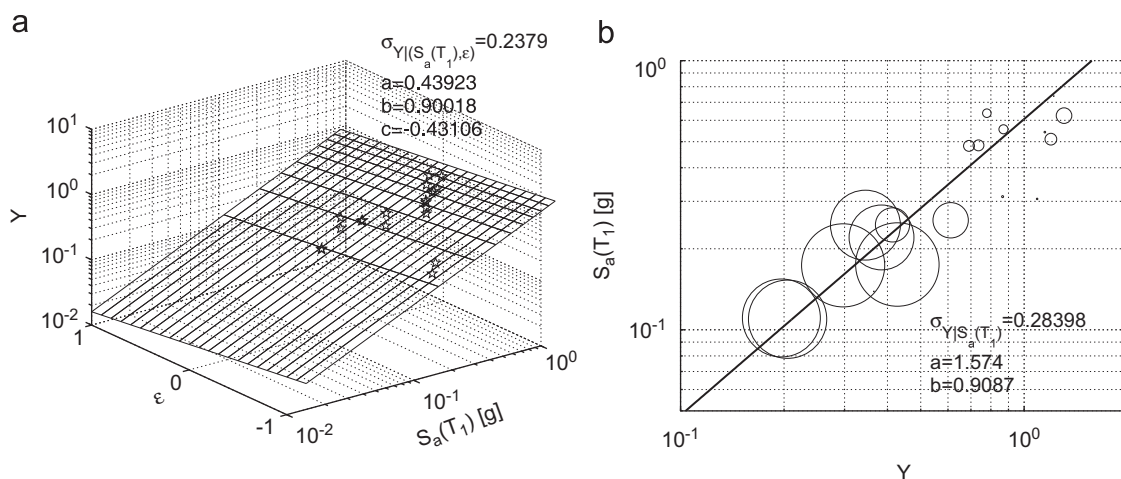 a
σY|(Sa(T1),ε)=0.2379
a=0.43923
b=0.90018
c=-0.43106
10^1
10^0
10^-1
10^-2
Y
1
0
-1
ε
10^-2
10^-1
10^0
Sa(T1) [g]
b
10^0
10^-1
Sa(T1) [g]
σY|Sa(T1)=0.28398
a=1.574
b=0.9087
10^-1
10^0
Y